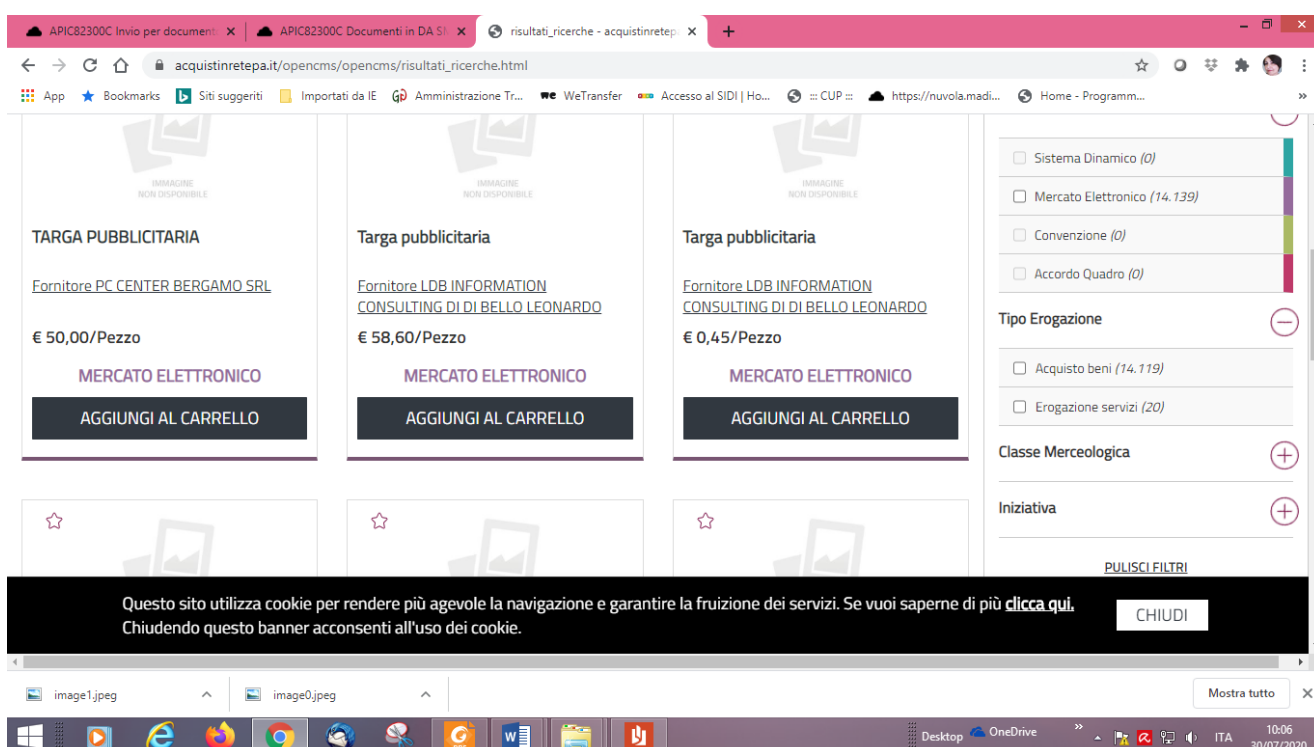 APIC82300C Invio per document
APIC82300C Documenti in DA S
risultati_ricerche - acquistinretep
acquistinretepa.it/opencms/opencms/risultati_ricerche.html
App Bookmarks Siti suggeriti Importati da IE Amministrazione Tr... WeTransfer Accesso al SIDI | Ho... ::: CUP ::: https://nuvola.madi... Home - Programm... »
IMMAGINE
NON DISPONIBILE
IMMAGINE
NON DISPONIBILE
IMMAGINE
NON DISPONIBILE
TARGA PUBBLICITARIA
Fornitore PC CENTER BERGAMO SRL
€ 50,00/Pezzo
MERCATO ELETTRONICO
AGGIUNGI AL CARRELLO
Targa pubblicitaria
Fornitore LDB INFORMATION
CONSULTING DI DI BELLO LEONARDO
€ 58,60/Pezzo
MERCATO ELETTRONICO
AGGIUNGI AL CARRELLO
Targa pubblicitaria
Fornitore LDB INFORMATION
CONSULTING DI DI BELLO LEONARDO
€ 0,45/Pezzo
MERCATO ELETTRONICO
AGGIUNGI AL CARRELLO
Sistema Dinamico (0)
Mercato Elettronico (14.139)
Convenzione (0)
Accordo Quadro (0)
Tipo Erogazione
Acquisto beni (14.119)
Erogazione servizi (20)
Classe Merceologica
Iniziativa
PULISCI FILTRI
Questo sito utilizza cookie per rendere più agevole la navigazione e garantire la fruizione dei servizi. Se vuoi saperne di più clicca qui.
Chiudendo questo banner acconsenti all'uso dei cookie.
CHIUDI
image1.jpeg
image0.jpeg
Mostra tutto
Desktop OneDrive » ITA 10:06
30/07/2020